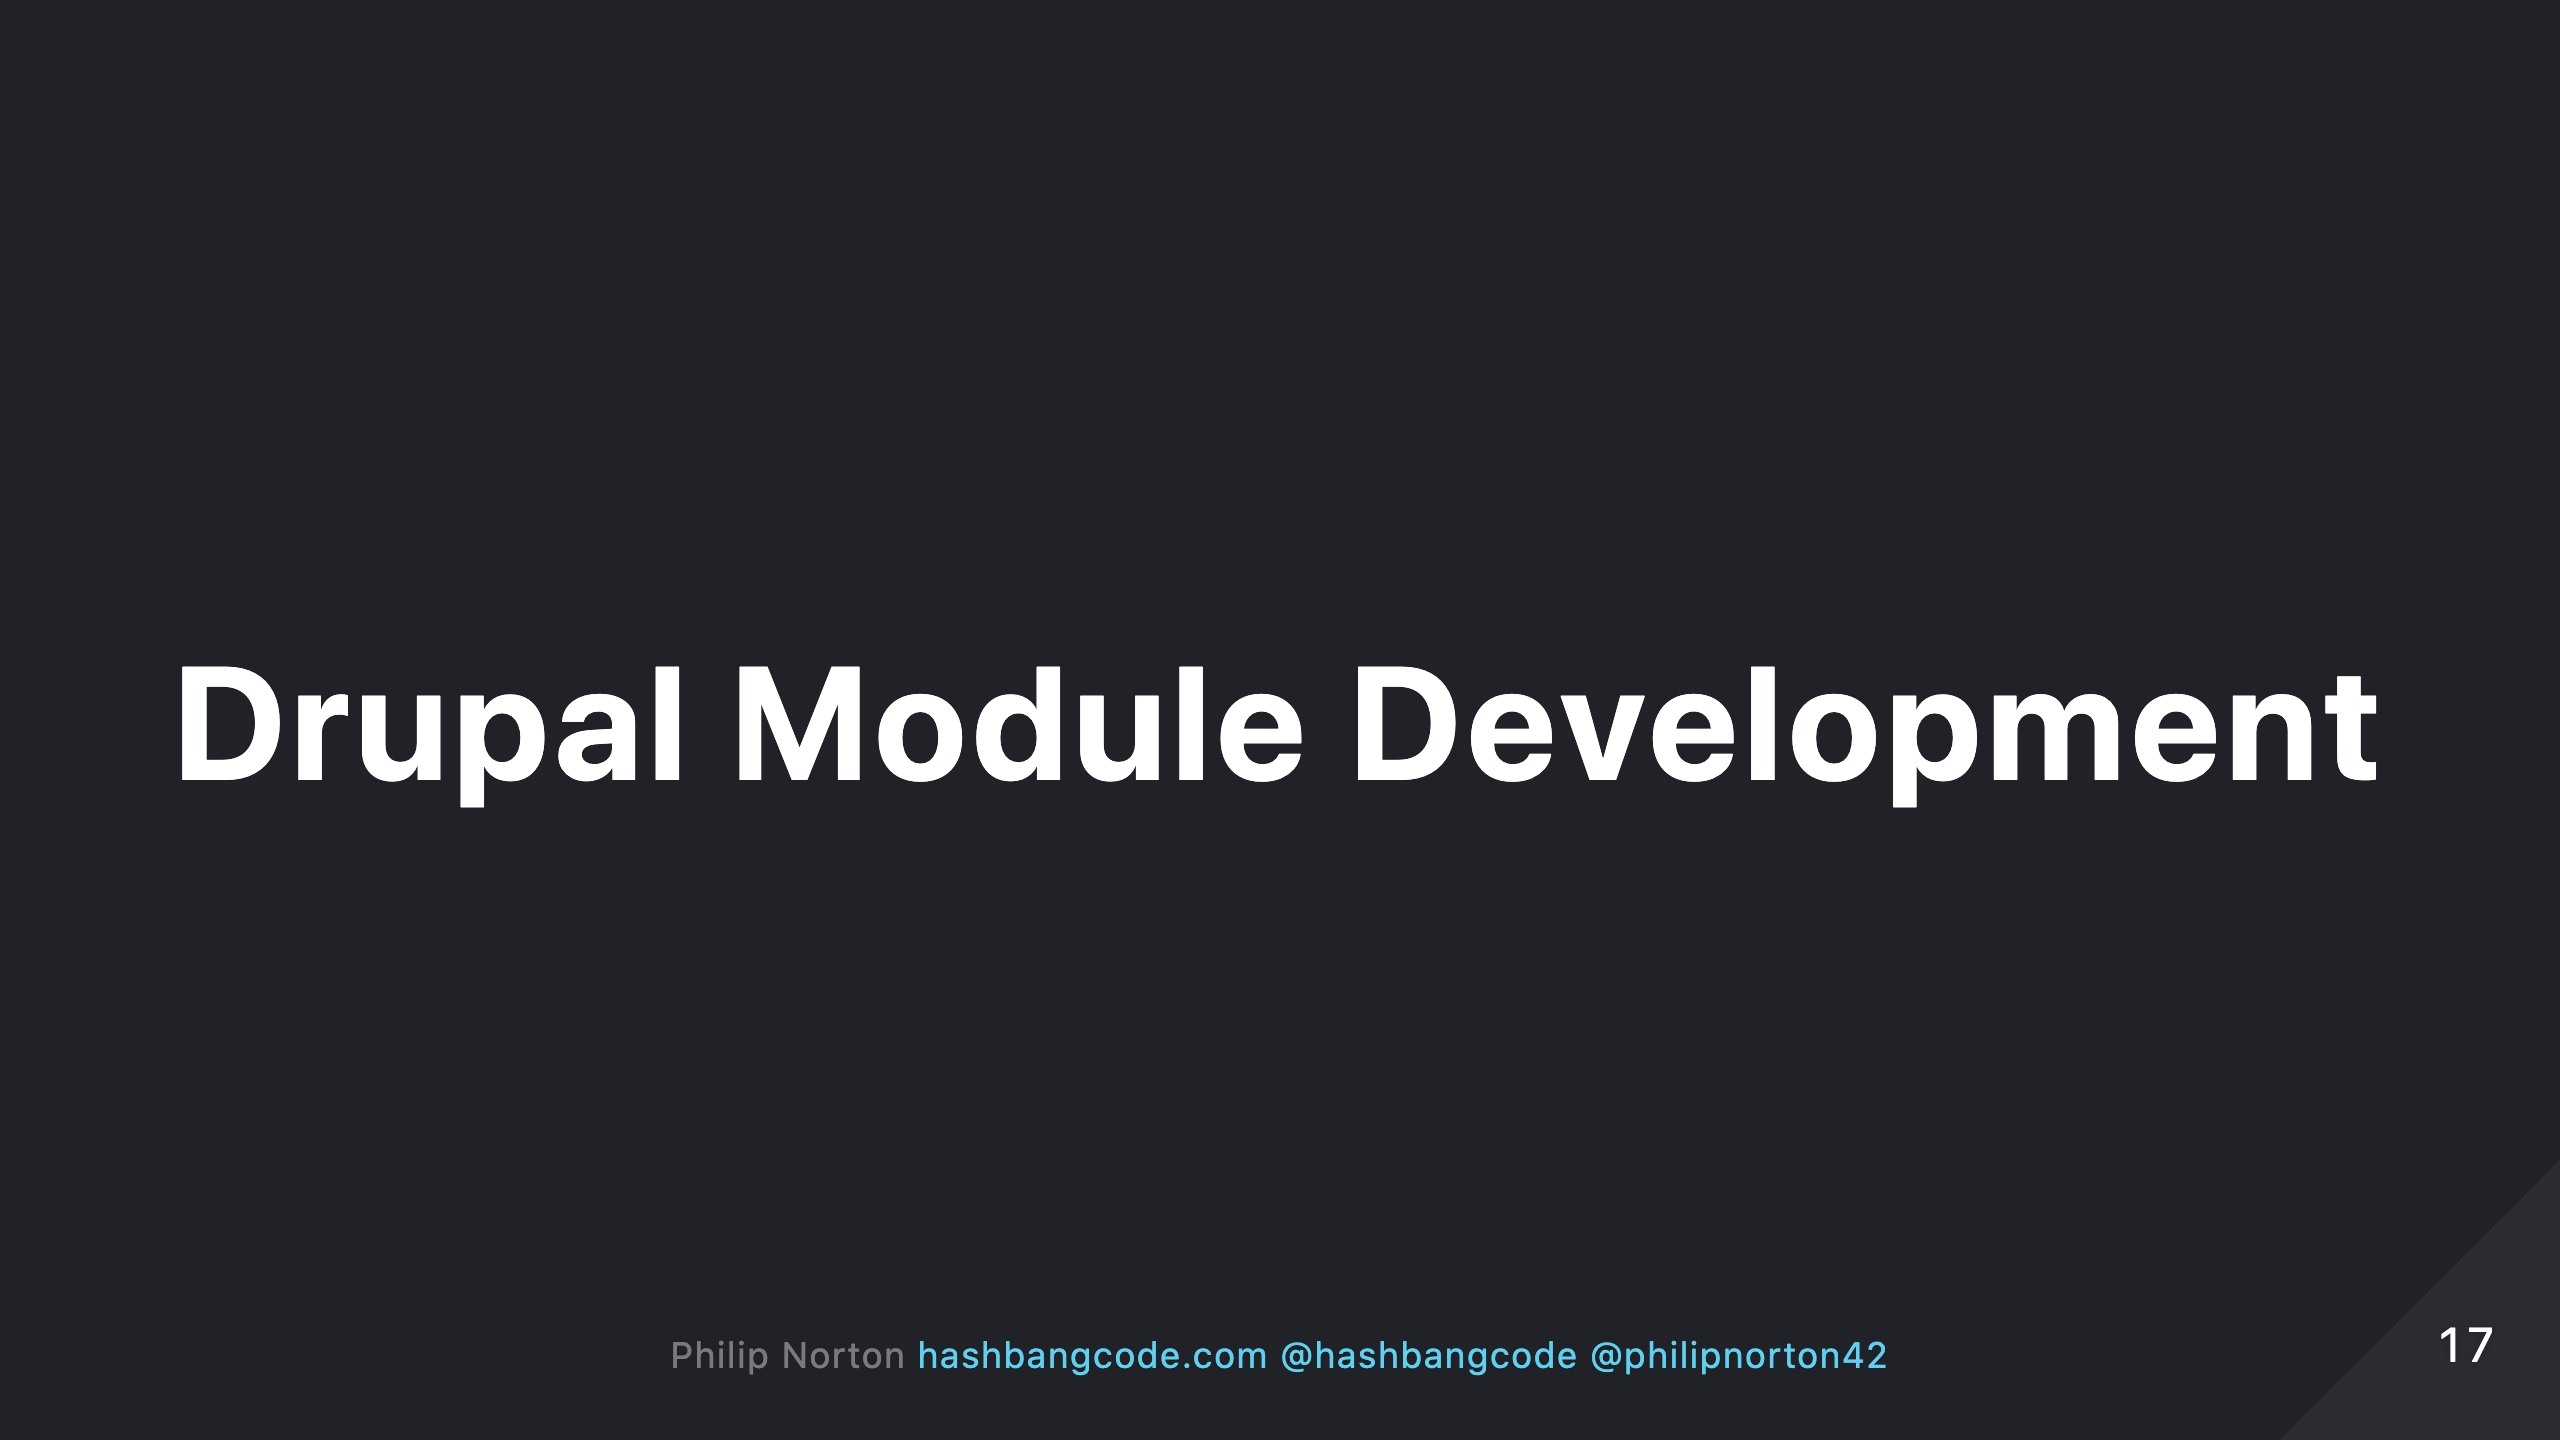 Drupal Module Development
Philip Norton hashbangcode.com @hashbangcode @philipnorton42
17